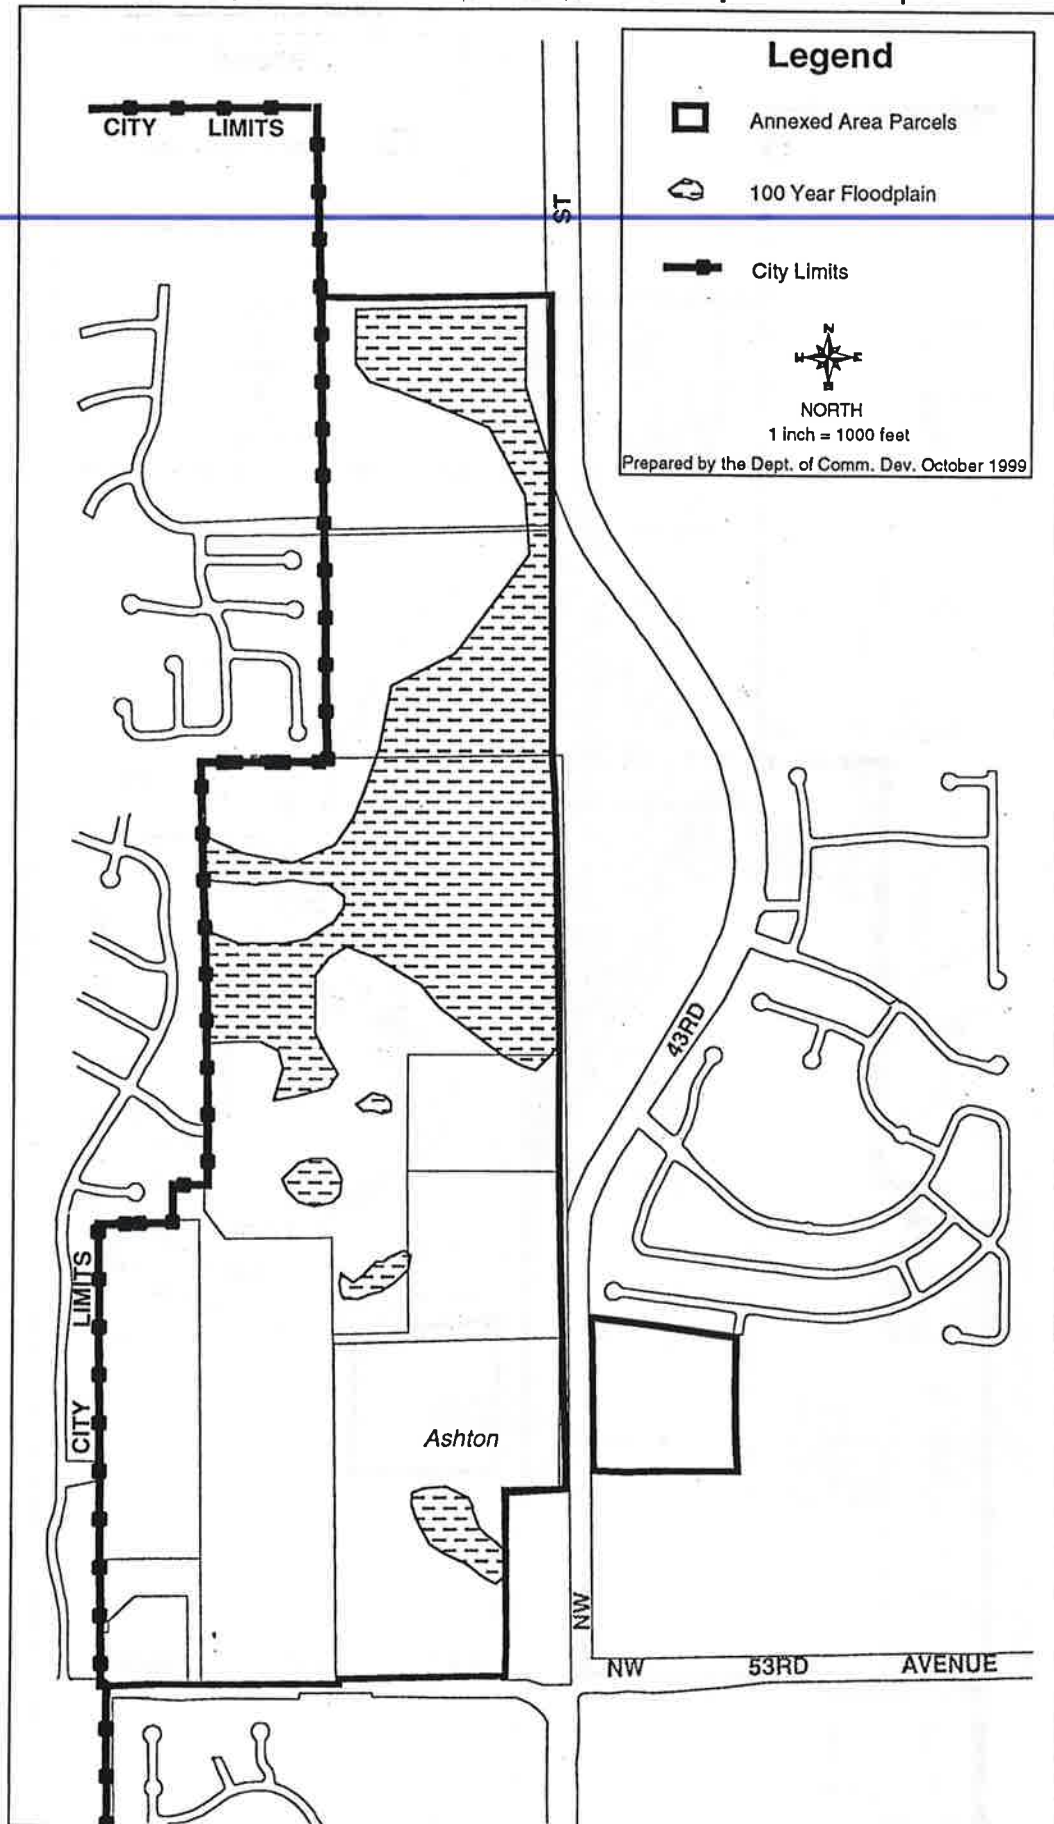 Legend
Annexed Area Parcels
100 Year Floodplain
City Limits
N
NORTH
1 inch = 1000 feet
Prepared by the Dept. of Comm. Dev. October 1999
CITY LIMITS
ST
43RD
CITY LIMITS
Ashton
NW
NW 53RD AVENUE